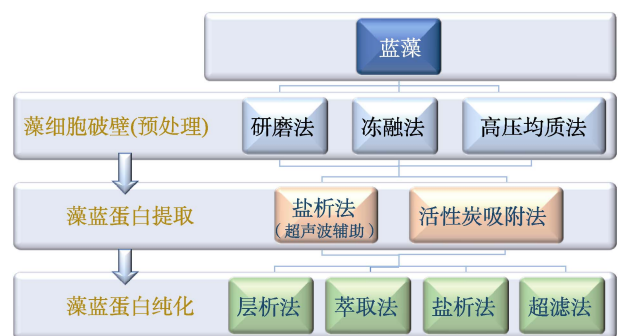 蓝藻
藻细胞破壁(预处理)
研磨法
冻融法
高压均质法
藻蓝蛋白提取
盐析法
(超声波辅助)
活性炭吸附法
藻蓝蛋白纯化
层析法
萃取法
盐析法
超滤法